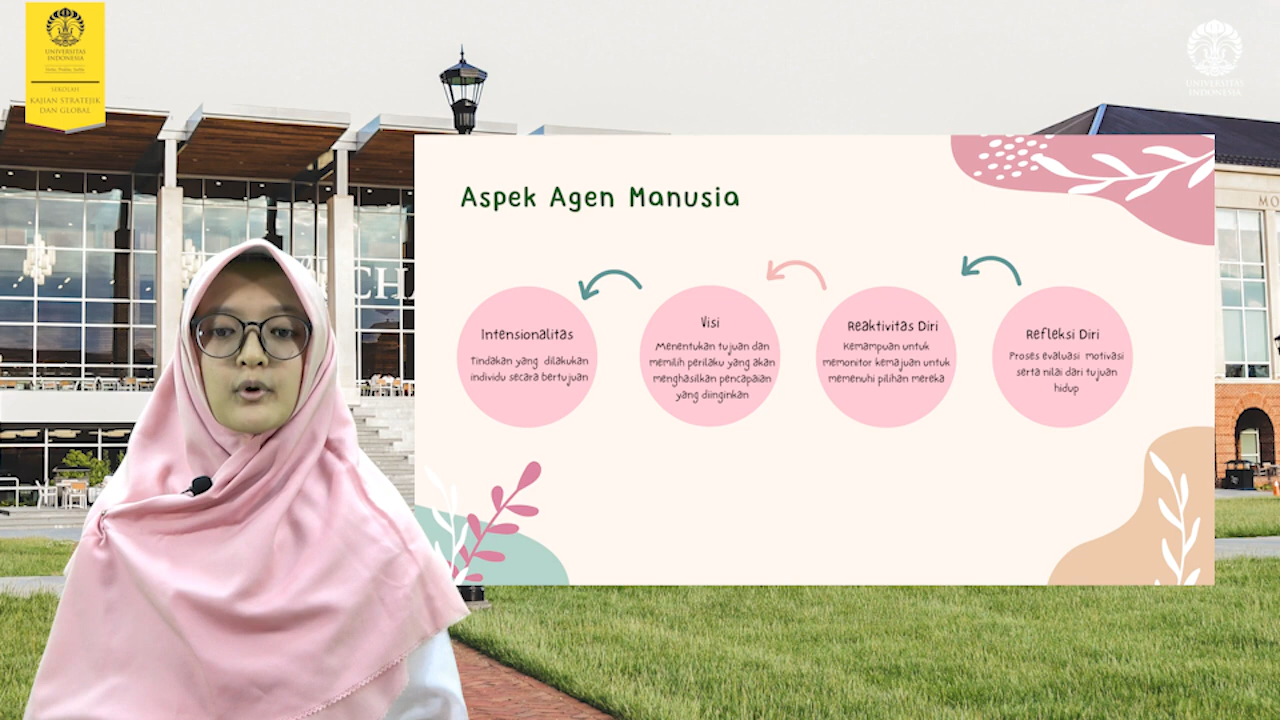 UNIVERSITAS
INDONESIA
SEKOLAH
KAJIAN STRATEJIK
DAN GLOBAL
UNIVERSITAS
INDONESIA
Aspek Agen Manusia
Intensionalitas
Tindakan yang dilakukan
individu secara bertujuan
Visi
Menentukan tujuan dan
memilih perilaku yang akan
menghasilkan pencapaian
yang diinginkan
Reaktivitas Diri
Kemampuan untuk
memonitor kemajuan untuk
memenuhi pilihan mereka
Refleksi Diri
Proses evaluasi motivasi
serta nilai dari tujuan
hidup
CH
MO